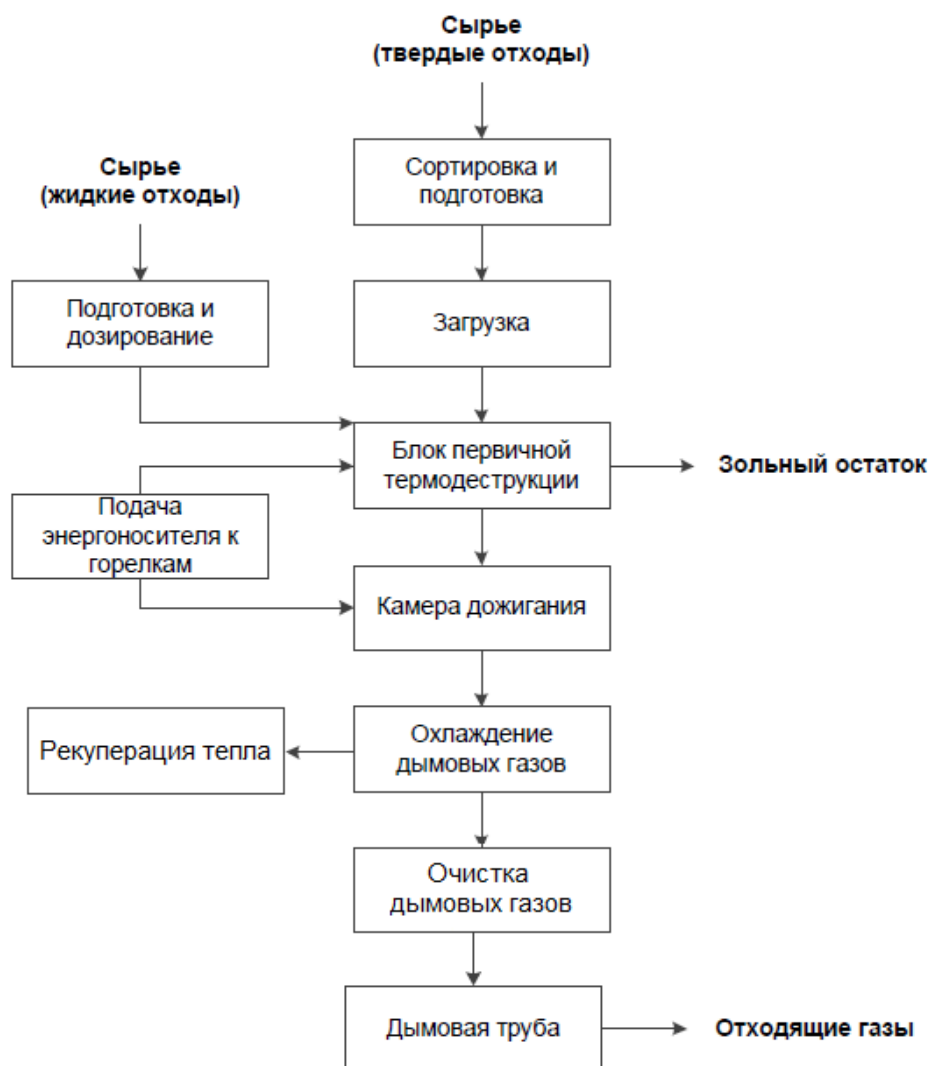 Сырье
(твердые отходы)
Сырье
(жидкие отходы)
Сортировка и
подготовка
Подготовка и
дозирование
Загрузка
Блок первичной
термодеструкции
Зольный остаток
Подача
энергоносителя к
горелкам
Камера дожигания
Охлаждение
дымовых газов
Рекуперация тепла
Очистка
дымовых газов
Дымовая труба
Отходящие газы